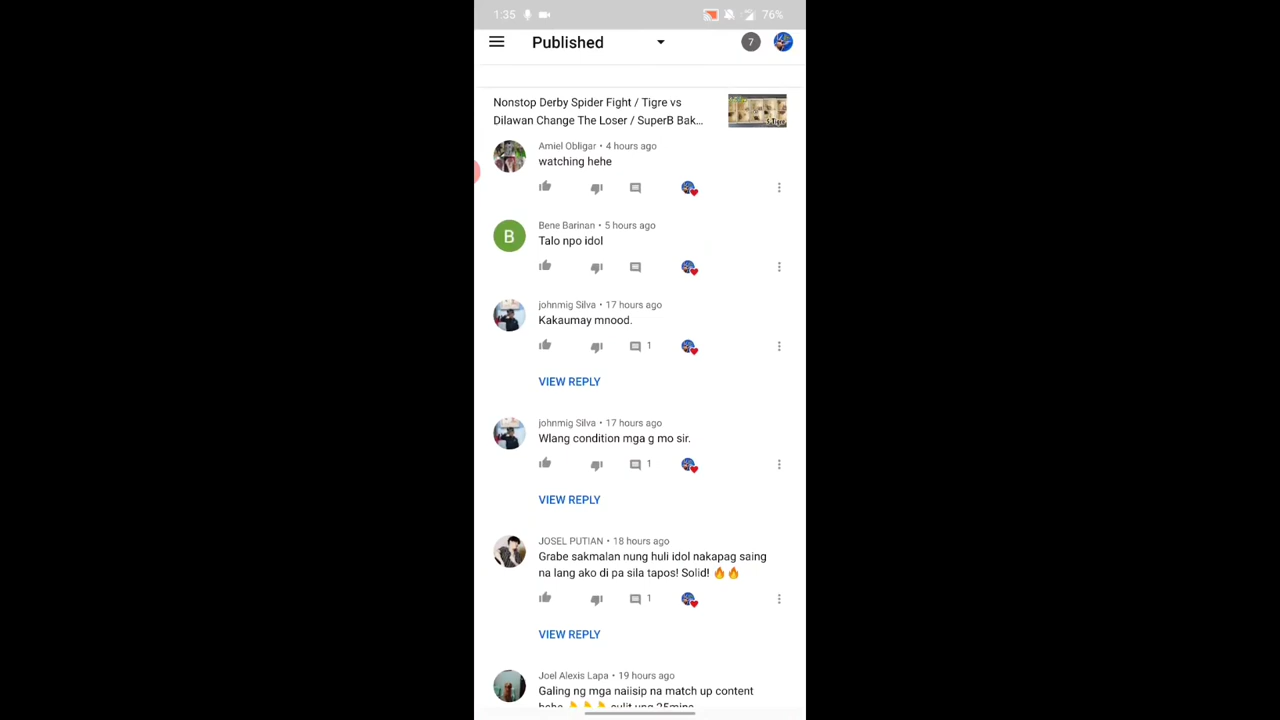 1:35
76%
Published
7
Nonstop Derby Spider Fight / Tigre vs
Dilawan Change The Loser / SuperB Bak...
Amiel Obligar • 4 hours ago
watching hehe
B
Bene Barinan • 5 hours ago
Talo npo idol
johnmig Silva • 17 hours ago
Kakaumay mnood.
1
VIEW REPLY
johnmig Silva • 17 hours ago
Wlang condition mga g mo sir.
1
VIEW REPLY
JOSEL PUTIAN • 18 hours ago
Grabe sakmalan nung huli idol nakapag saing
na lang ako di pa sila tapos! Solid! 🔥🔥
1
VIEW REPLY
Joel Alexis Lapa • 19 hours ago
Galing ng mga naiisip na match up content